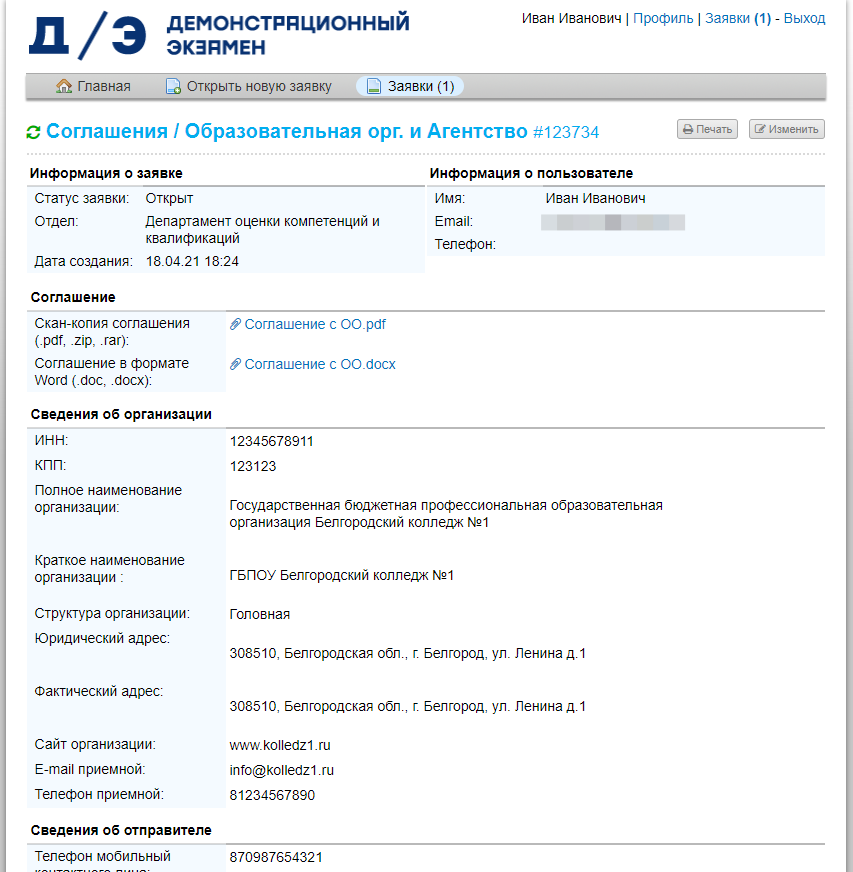 Д/Э ДЕМОНСТРАЦИОННЫЙ
ЭКЗАМЕН
Иван Иванович | Профиль | Заявки (1) - Выход
Главная Открыть новую заявку Заявки (1)
Соглашения / Образовательная орг. и Агентство #123734
Печать Изменить
Информация о заявке
Статус заявки: Открыт
Отдел: Департамент оценки компетенций и
квалификаций
Дата создания: 18.04.21 18:24
Информация о пользователе
Имя: Иван Иванович
Email:
Телефон:
Соглашение
Скан-копия соглашения
(.pdf, .zip, .rar):
Соглашение с ОО.pdf
Соглашение в формате
Word (.doc, .docx):
Соглашение с ОО.docx
Сведения об организации
ИНН: 12345678911
КПП: 123123
Полное наименование
организации:
Государственная бюджетная профессиональная образовательная
организация Белгородский колледж №1
Краткое наименование
организации :
ГБПОУ Белгородский колледж №1
Структура организации: Головная
Юридический адрес:
308510, Белгородская обл., г. Белгород, ул. Ленина д.1
Фактический адрес:
308510, Белгородская обл., г. Белгород, ул. Ленина д.1
Сайт организации: www.kolledz1.ru
E-mail приемной: info@kolledz1.ru
Телефон приемной: 81234567890
Сведения об отправителе
Телефон мобильный 870987654321